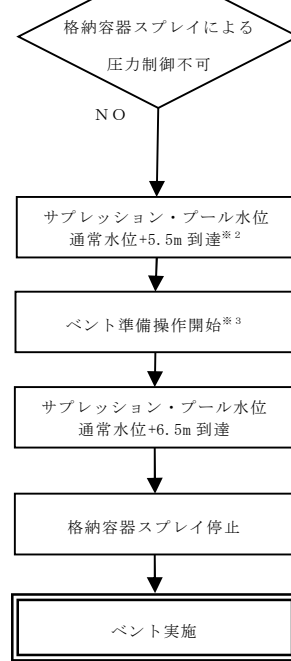 格納容器スプレイによる
圧力制御不可
ＮＯ
サプレッション・プール水位
通常水位+5.5m 到達※２
ベント準備操作開始※３
サプレッション・プール水位
通常水位+6.5m 到達
格納容器スプレイ停止
ベント実施